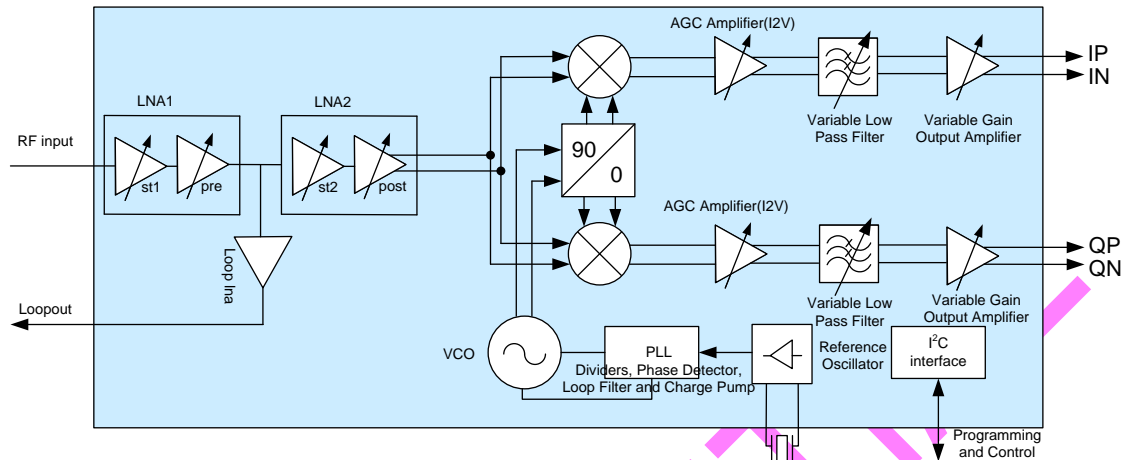 AGC Amplifier(I2V)
IP
IN
LNA1
LNA2
Variable Low
Pass Filter
Variable Gain
Output Amplifier
RF input
90
0
st1
pre
st2
post
AGC Amplifier(I2V)
QP
QN
Loop lna
Loopout
Variable Low
Pass Filter
Variable Gain
Output Amplifier
VCO
PLL
Dividers, Phase Detector,
Loop Filter and Charge Pump
Reference
Oscillator
I²C
interface
Programming
and Control